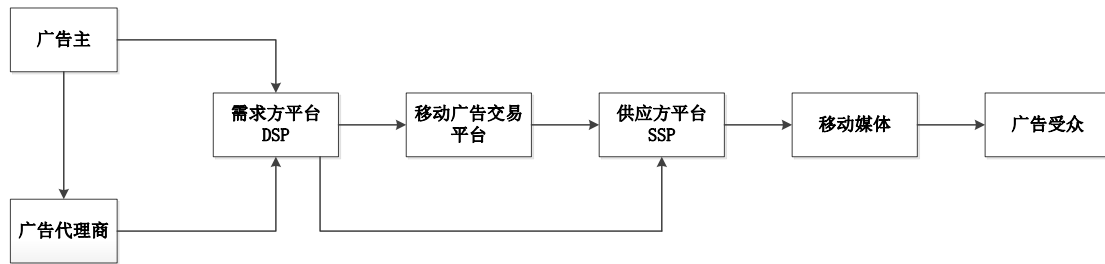 广告主
需求方平台
DSP
移动广告交易
平台
供应方平台
SSP
移动媒体
广告受众
广告代理商